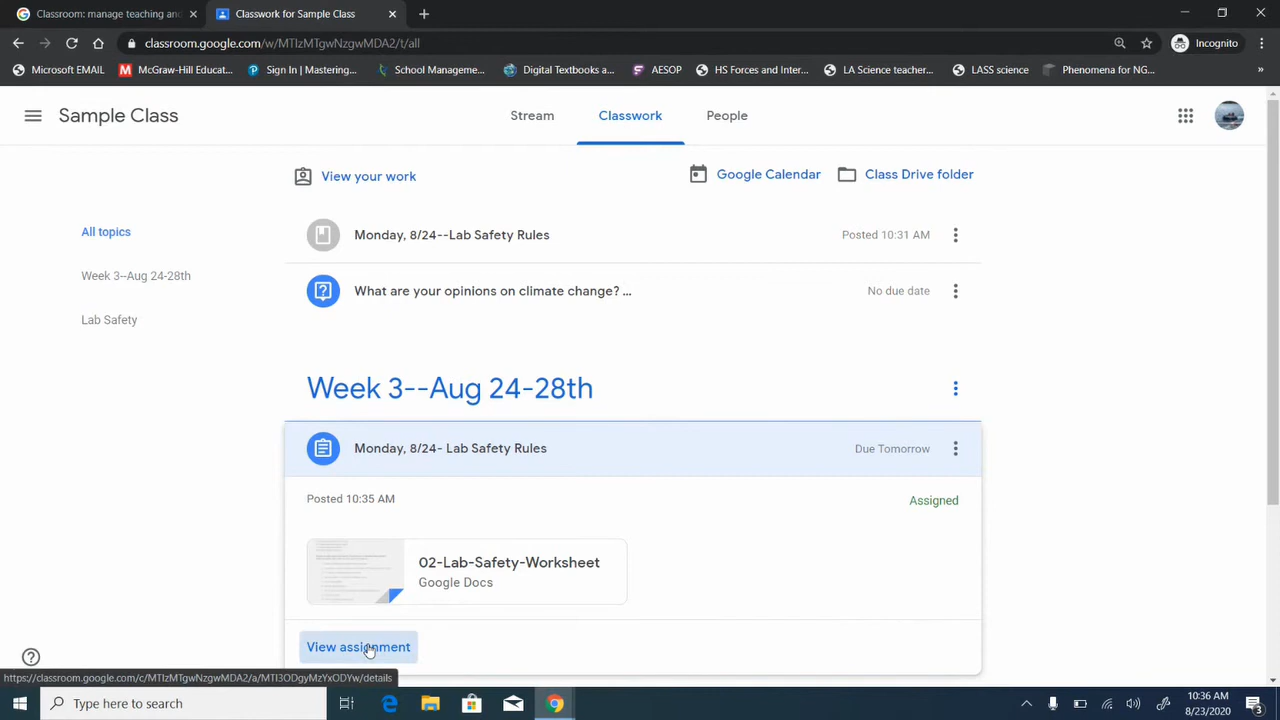 Classroom: manage teaching and
Classwork for Sample Class
classroom.google.com/w/MTIzMTgwNzgwMDA2/t/all
Incognito
Microsoft EMAIL
McGraw-Hill Educat...
Sign In | Mastering...
School Manageme...
Digital Textbooks a...
AESOP
HS Forces and Inter...
LA Science teacher...
LASS science
Phenomena for NG...
Sample Class
Stream
Classwork
People
View your work
Google Calendar
Class Drive folder
All topics
Week 3--Aug 24-28th
Lab Safety
Monday, 8/24--Lab Safety Rules
Posted 10:31 AM
What are your opinions on climate change? ...
No due date
Week 3--Aug 24-28th
Monday, 8/24- Lab Safety Rules
Due Tomorrow
Posted 10:35 AM
Assigned
02-Lab-Safety-Worksheet
Google Docs
View assignment
https://classroom.google.com/c/MTIzMTgwNzgwMDA2/a/MTI3ODgyMzYxODYw/details
Type here to search
10:36 AM
8/23/2020
3